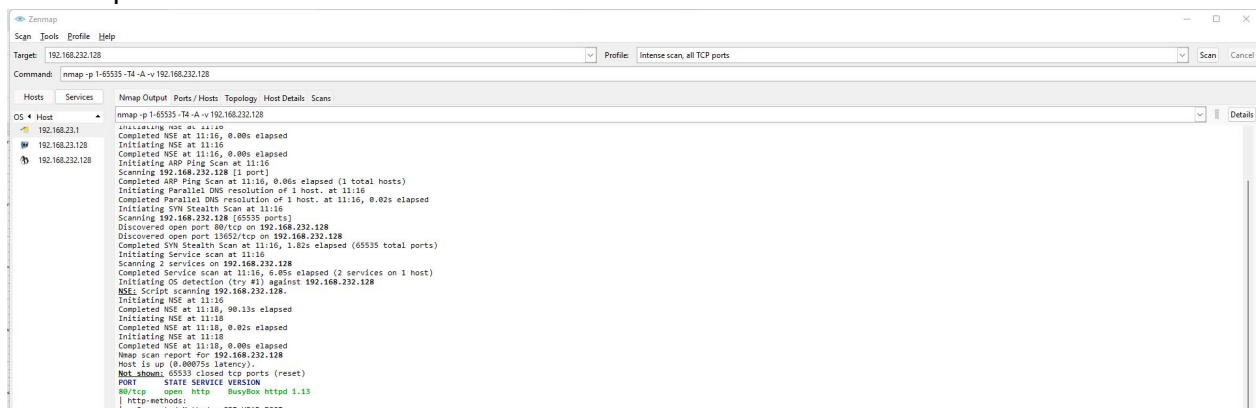 Zenmap
Scan Tools Profile Help
Target: 192.168.232.128 Profile: Intense scan, all TCP ports Scan Cancel
Command: nmap -p 1-65535 -T4 -A -v 192.168.232.128
Hosts Services Nmap Output Ports / Hosts Topology Host Details Scans
OS Host nmap -p 1-65535 -T4 -A -v 192.168.232.128 Details
192.168.23.1
192.168.23.128
192.168.232.128
Initiating NSE at 11:16
Completed NSE at 11:16, 0.00s elapsed
Initiating NSE at 11:16
Completed NSE at 11:16, 0.00s elapsed
Initiating ARP Ping Scan at 11:16
Scanning 192.168.232.128 [1 port]
Completed ARP Ping Scan at 11:16, 0.06s elapsed (1 total hosts)
Initiating Parallel DNS resolution of 1 host. at 11:16
Completed Parallel DNS resolution of 1 host. at 11:16, 0.02s elapsed
Initiating SYN Stealth Scan at 11:16
Scanning 192.168.232.128 [65535 ports]
Discovered open port 80/tcp on 192.168.232.128
Discovered open port 13652/tcp on 192.168.232.128
Completed SYN Stealth Scan at 11:16, 1.82s elapsed (65535 total ports)
Initiating Service scan at 11:16
Scanning 2 services on 192.168.232.128
Completed Service scan at 11:16, 6.05s elapsed (2 services on 1 host)
Initiating OS detection (try #1) against 192.168.232.128
NSE: Script scanning 192.168.232.128.
Initiating NSE at 11:16
Completed NSE at 11:18, 90.13s elapsed
Initiating NSE at 11:18
Completed NSE at 11:18, 0.02s elapsed
Initiating NSE at 11:18
Completed NSE at 11:18, 0.00s elapsed
Nmap scan report for 192.168.232.128
Host is up (0.00075s latency).
Not shown: 65533 closed tcp ports (reset)
PORT STATE SERVICE VERSION
80/tcp open http BusyBox httpd 1.13
| http-methods: